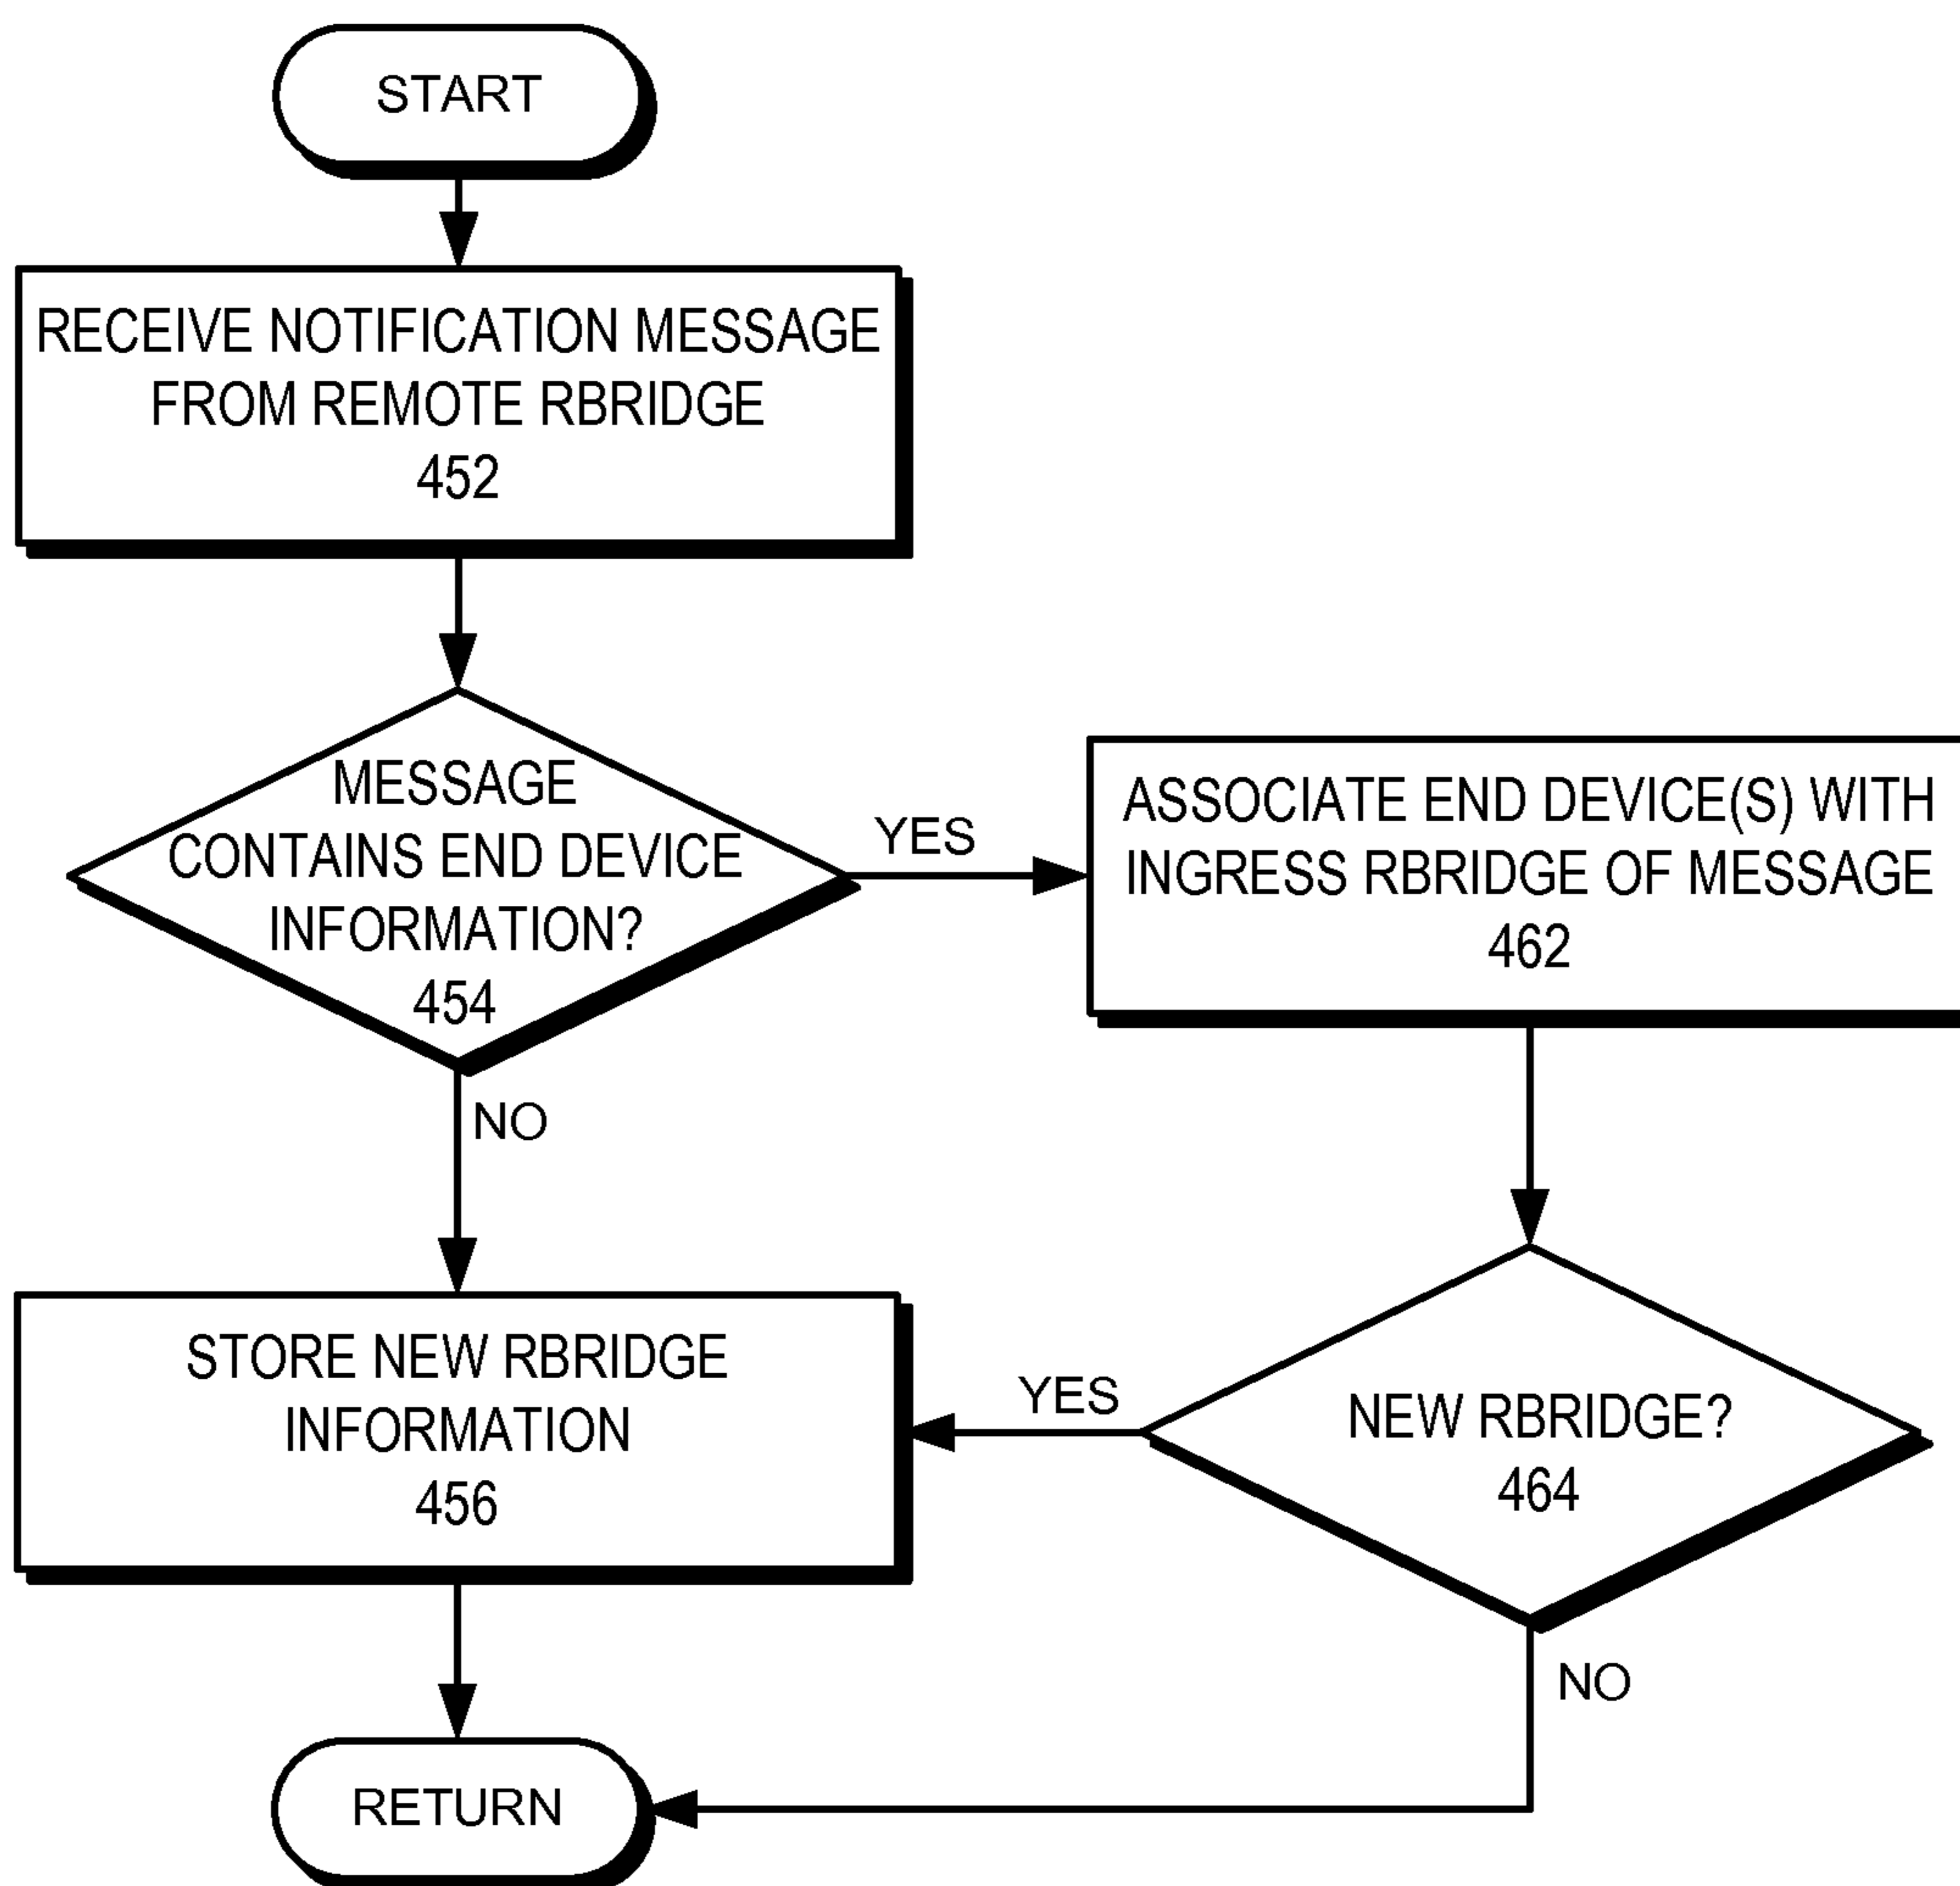 START
RECEIVE NOTIFICATION MESSAGE
FROM REMOTE RBRIDGE
452
MESSAGE
CONTAINS END DEVICE
INFORMATION?
454
YES
ASSOCIATE END DEVICE(S) WITH
INGRESS RBRIDGE OF MESSAGE
462
NO
STORE NEW RBRIDGE
INFORMATION
456
YES
NEW RBRIDGE?
464
NO
RETURN